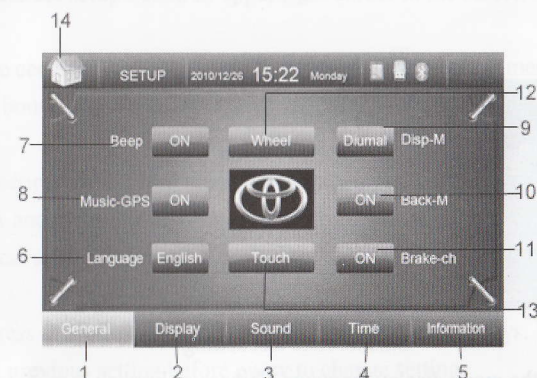 14
SETUP 2010/12/26 15:22 Monday
12
7 Beep ON Wheel Diumal Disp-M 9
8 Music-GPS ON ON Back-M 10
6 Language English Touch ON Brake-ch 11
13
General Display Sound Time Information
1 2 3 4 5